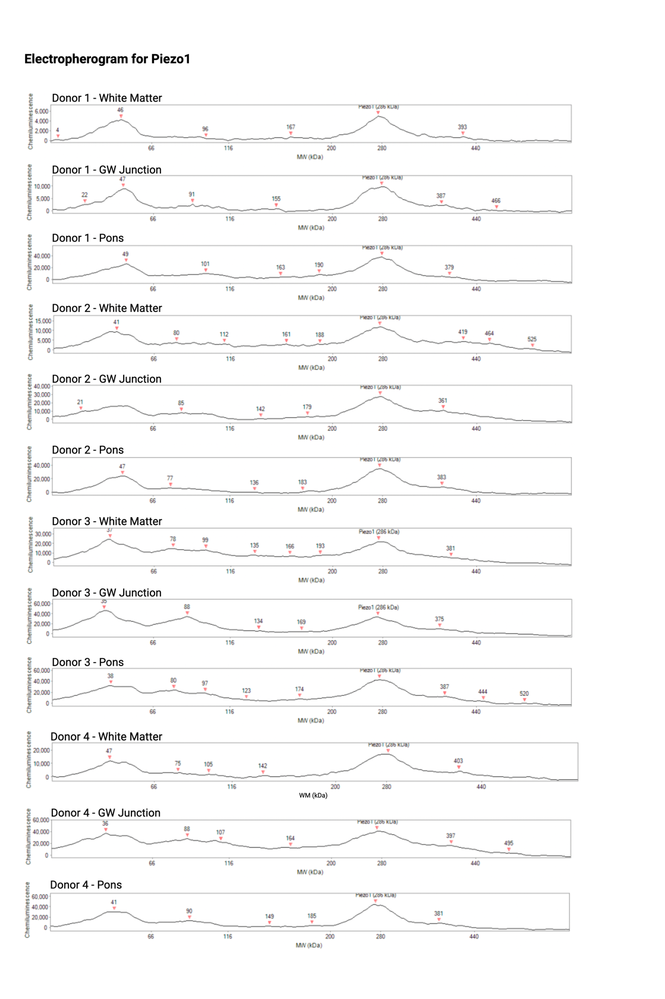 Electropherogram for Piezo1
Donor 1 - White Matter
Chemiluminescence
6.000
4.000
2.000
0
4
46
96
167
Piezo1 (286 kDa)
393
66 116 200 280 440
MW (kDa)
Donor 1 - GW Junction
Chemiluminescence
10.000
5.000
0
22
47
91
155
Piezo1 (286 kDa)
387
466
66 116 200 280 440
MW (kDa)
Donor 1 - Pons
Chemiluminescence
40.000
20.000
0
49
101
163
190
Piezo1 (286 kDa)
379
66 116 200 280 440
MW (kDa)
Donor 2 - White Matter
Chemiluminescence
15.000
10.000
5.000
0
41
80
112
161
188
Piezo1 (286 kDa)
419
464
525
66 116 200 280 440
MW (kDa)
Donor 2 - GW Junction
Chemiluminescence
40.000
30.000
20.000
10.000
0
21
85
142
179
Piezo1 (286 kDa)
361
66 116 200 280 440
MW (kDa)
Donor 2 - Pons
Chemiluminescence
40.000
20.000
0
47
77
136
183
Piezo1 (286 kDa)
383
66 116 200 280 440
MW (kDa)
Donor 3 - White Matter
Chemiluminescence
30.000
20.000
10.000
0
37
78
99
135
166
193
Piezo1 (286 kDa)
381
66 116 200 280 440
MW (kDa)
Donor 3 - GW Junction
Chemiluminescence
60.000
40.000
20.000
0
35
88
134
169
Piezo1 (286 kDa)
375
66 116 200 280 440
MW (kDa)
Donor 3 - Pons
Chemiluminescence
60.000
40.000
20.000
0
38
80
97
123
174
Piezo1 (286 kDa)
387
444
520
66 116 200 280 440
MW (kDa)
Donor 4 - White Matter
Chemiluminescence
20.000
10.000
0
47
75
105
142
Piezo1 (286 kDa)
403
66 116 200 280 440
WM (kDa)
Donor 4 - GW Junction
Chemiluminescence
60.000
40.000
20.000
0
36
88
107
164
Piezo1 (286 kDa)
397
495
66 116 200 280 440
MW (kDa)
Donor 4 - Pons
Chemiluminescence
60.000
40.000
20.000
0
41
90
149
185
Piezo1 (286 kDa)
381
66 116 200 280 440
MW (kDa)